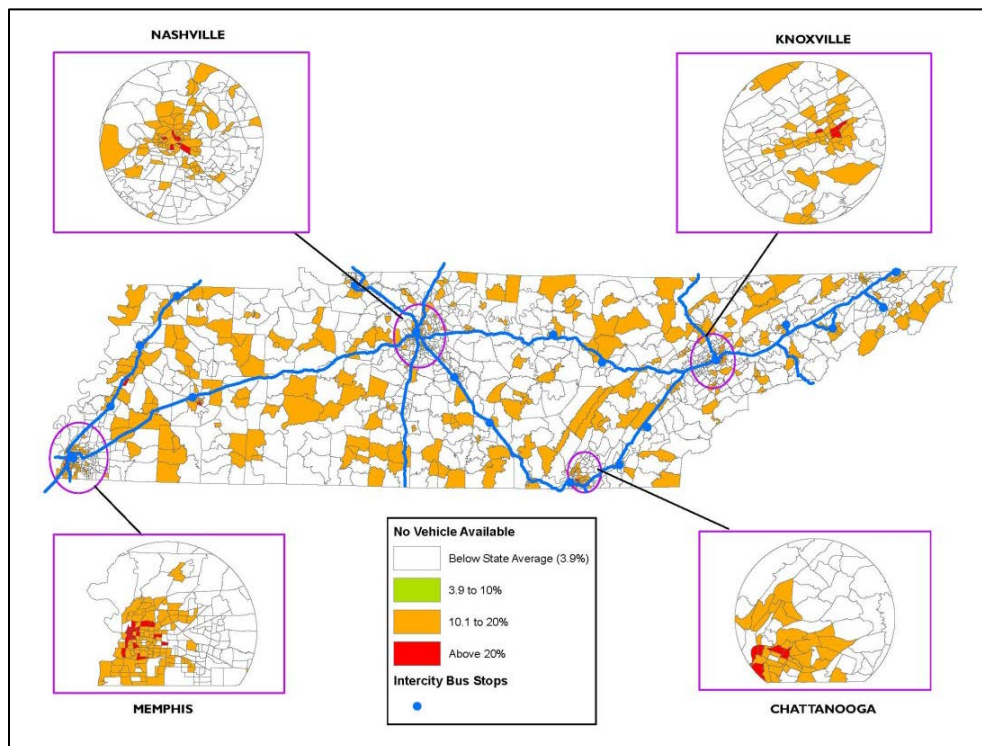 NASHVILLE
KNOXVILLE
No Vehicle Available
Below State Average (3.9%)
3.9 to 10%
10.1 to 20%
Above 20%
Intercity Bus Stops
MEMPHIS
CHATTANOOGA